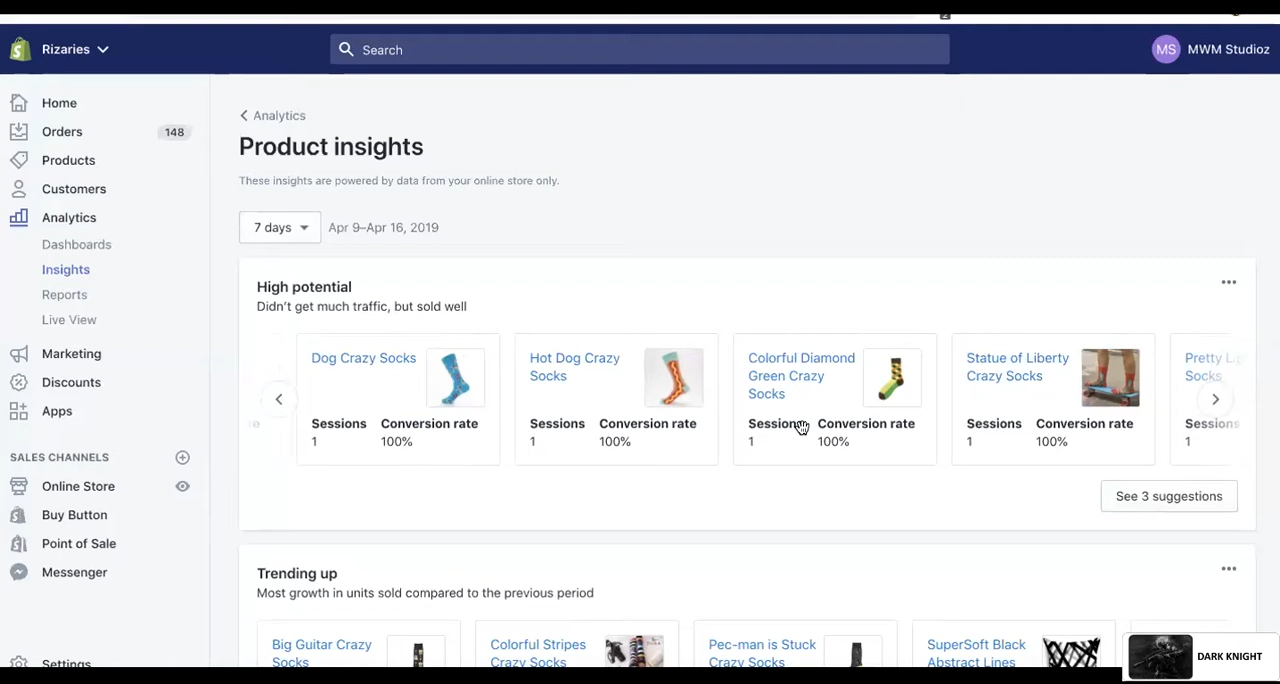 2
Rizaries
Search
MS MWM Studioz
Home
Orders 148
Products
Customers
Analytics
Dashboards
Insights
Reports
Live View
Marketing
Discounts
Apps
SALES CHANNELS
Online Store
Buy Button
Point of Sale
Messenger
Settings
Analytics
Product insights
These insights are powered by data from your online store only.
7 days Apr 9–Apr 16, 2019
High potential
Didn't get much traffic, but sold well
Dog Crazy Socks
Sessions Conversion rate
1 100%
Hot Dog Crazy
Socks
Sessions Conversion rate
1 100%
Colorful Diamond
Green Crazy
Socks
Sessions Conversion rate
1 100%
Statue of Liberty
Crazy Socks
Sessions Conversion rate
1 100%
Pretty
Socks
Sessions
1
See 3 suggestions
Trending up
Most growth in units sold compared to the previous period
Big Guitar Crazy
Socks
Colorful Stripes
Crazy Socks
Pec-man is Stuck
Crazy Socks
SuperSoft Black
Abstract Lines
DARK KNIGHT